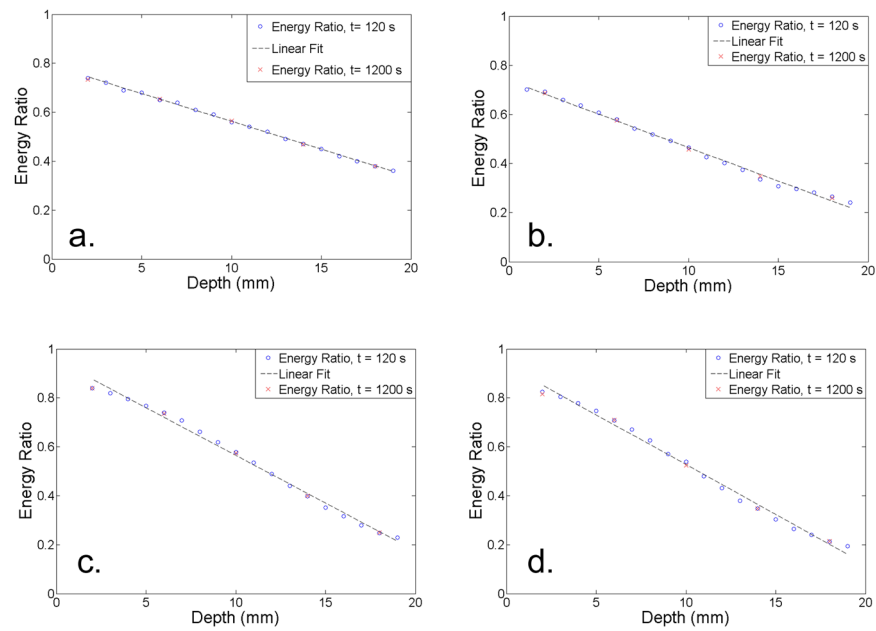 1
0.8
0.6
0.4
0.2
0
0
5
10
15
20
Energy Ratio
Depth (mm)
Energy Ratio, t= 120 s
Linear Fit
Energy Ratio, t = 1200 s
a.
1
0.8
0.6
0.4
0.2
0
0
5
10
15
20
Energy Ratio
Depth (mm)
Energy Ratio, t = 120 s
Linear Fit
Energy Ratio, t = 1200 s
b.
1
0.8
0.6
0.4
0.2
0
0
5
10
15
20
Energy Ratio
Depth (mm)
Energy Ratio, t = 120 s
Linear Fit
Energy Ratio, t = 1200 s
c.
1
0.8
0.6
0.4
0.2
0
0
5
10
15
20
Energy Ratio
Depth (mm)
Energy Ratio, t = 120 s
Linear Fit
Energy Ratio, t = 1200 s
d.